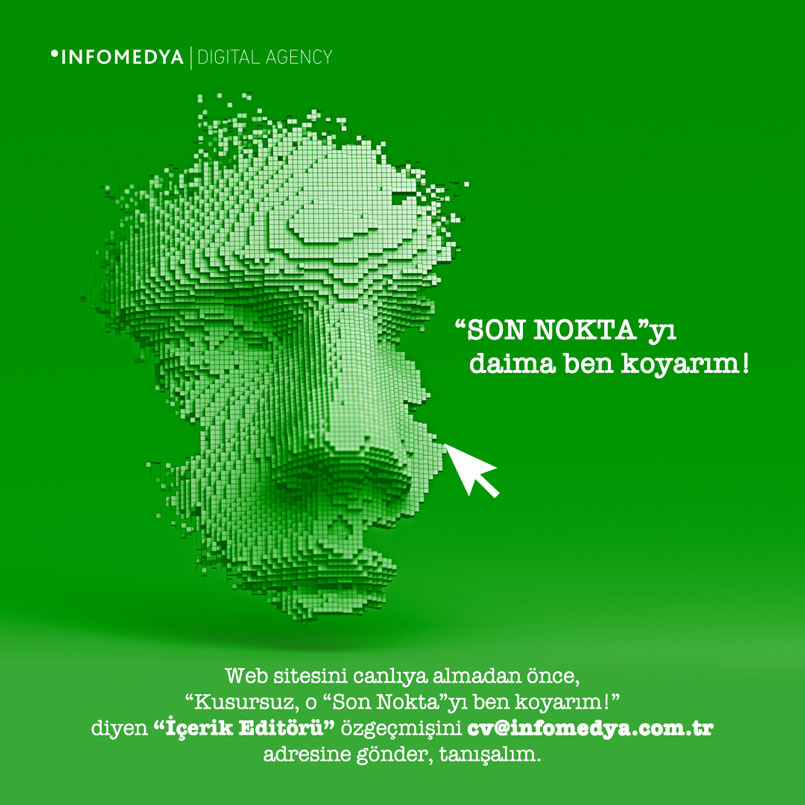 •INFOMEDYA | DIGITAL AGENCY
“SON NOKTA”yı
daima ben koyarım!
Web sitesini canlıya almadan önce,
“Kusursuz, o “Son Nokta”yı ben koyarım!”
diyen “İçerik Editörü” özgeçmişini cv@infomedya.com.tr
adresine gönder, tanışalım.